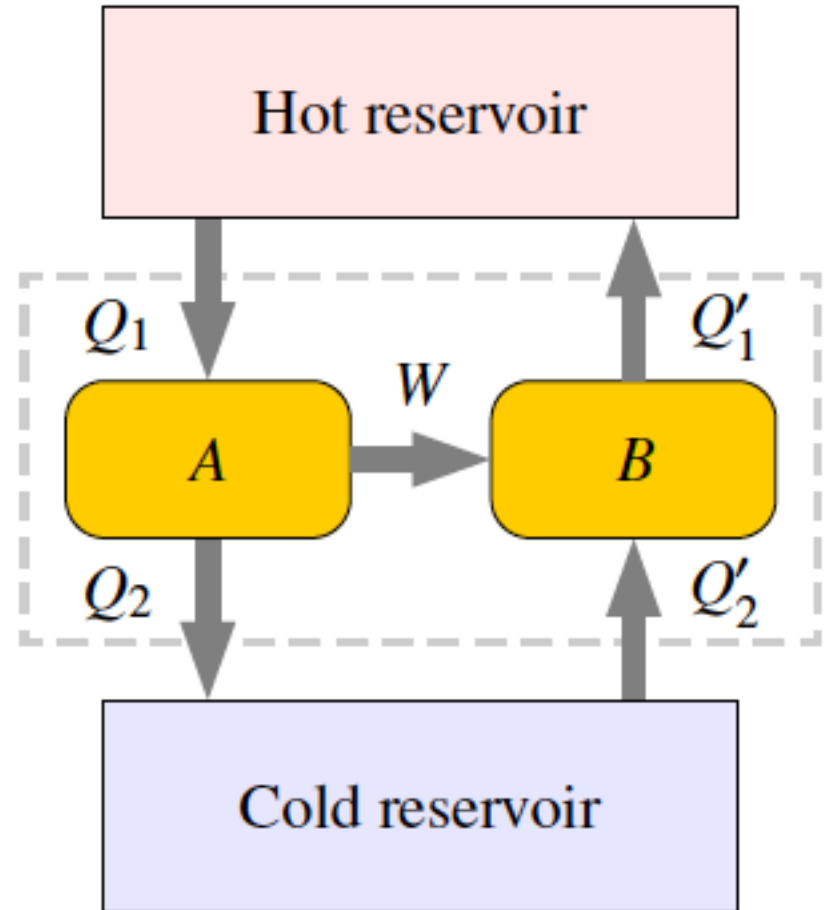 Hot reservoir
Q₁
Q′₁
W
A
B
Q₂
Q′₂
Cold reservoir